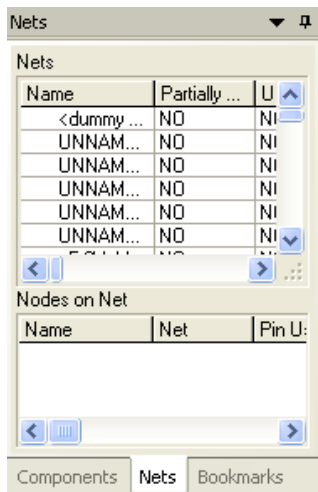 Nets
Nets
Name Partially ... U
<dummy ... NO
UNNAM... NO
UNNAM... NO
UNNAM... NO
UNNAM... NO
UNNAM... NO
Nodes on Net
Name Net Pin U
Components Nets Bookmarks